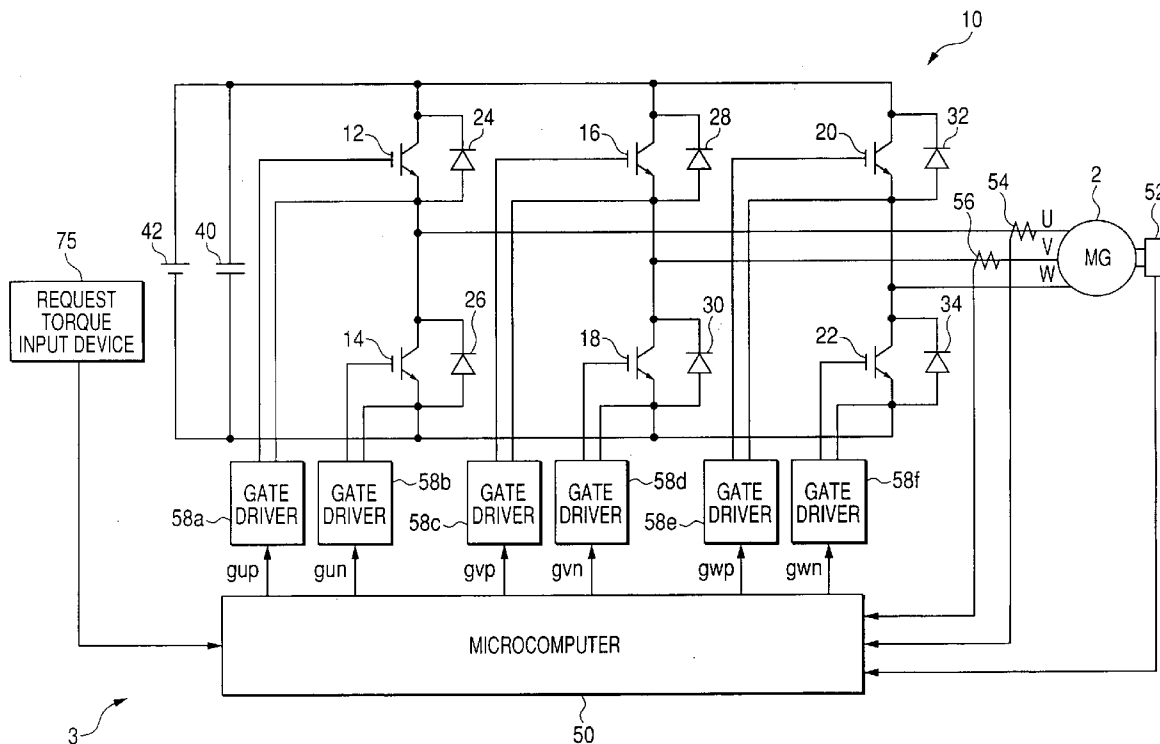 10
12
24
16
28
20
32
54
2
52
56
U
V
W
MG
42
40
75
REQUEST
TORQUE
INPUT DEVICE
14
26
18
30
22
34
GATE
DRIVER
58a
GATE
DRIVER
58b
GATE
DRIVER
58c
GATE
DRIVER
58d
GATE
DRIVER
58e
GATE
DRIVER
58f
gup
gun
gvp
gvn
gwp
gwn
MICROCOMPUTER
50
3